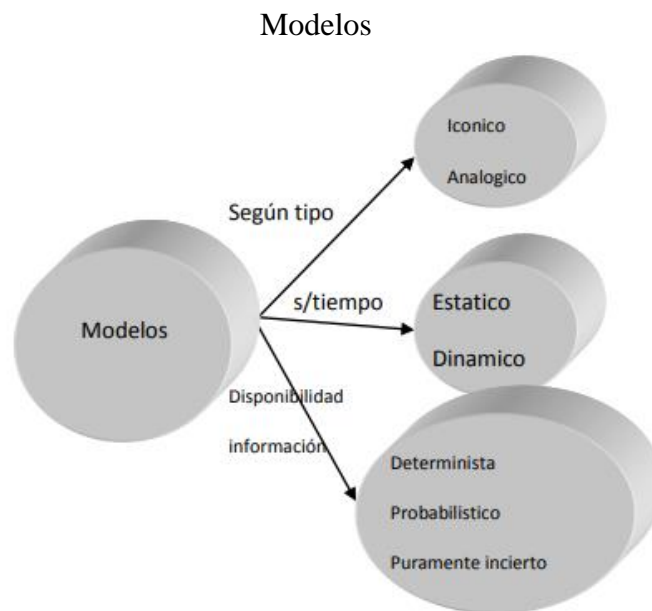 Modelos
Iconico
Analogico
Según tipo
Modelos
s/tiempo
Estatico
Dinamico
Disponibilidad
información
Determinista
Probabilistico
Puramente incierto